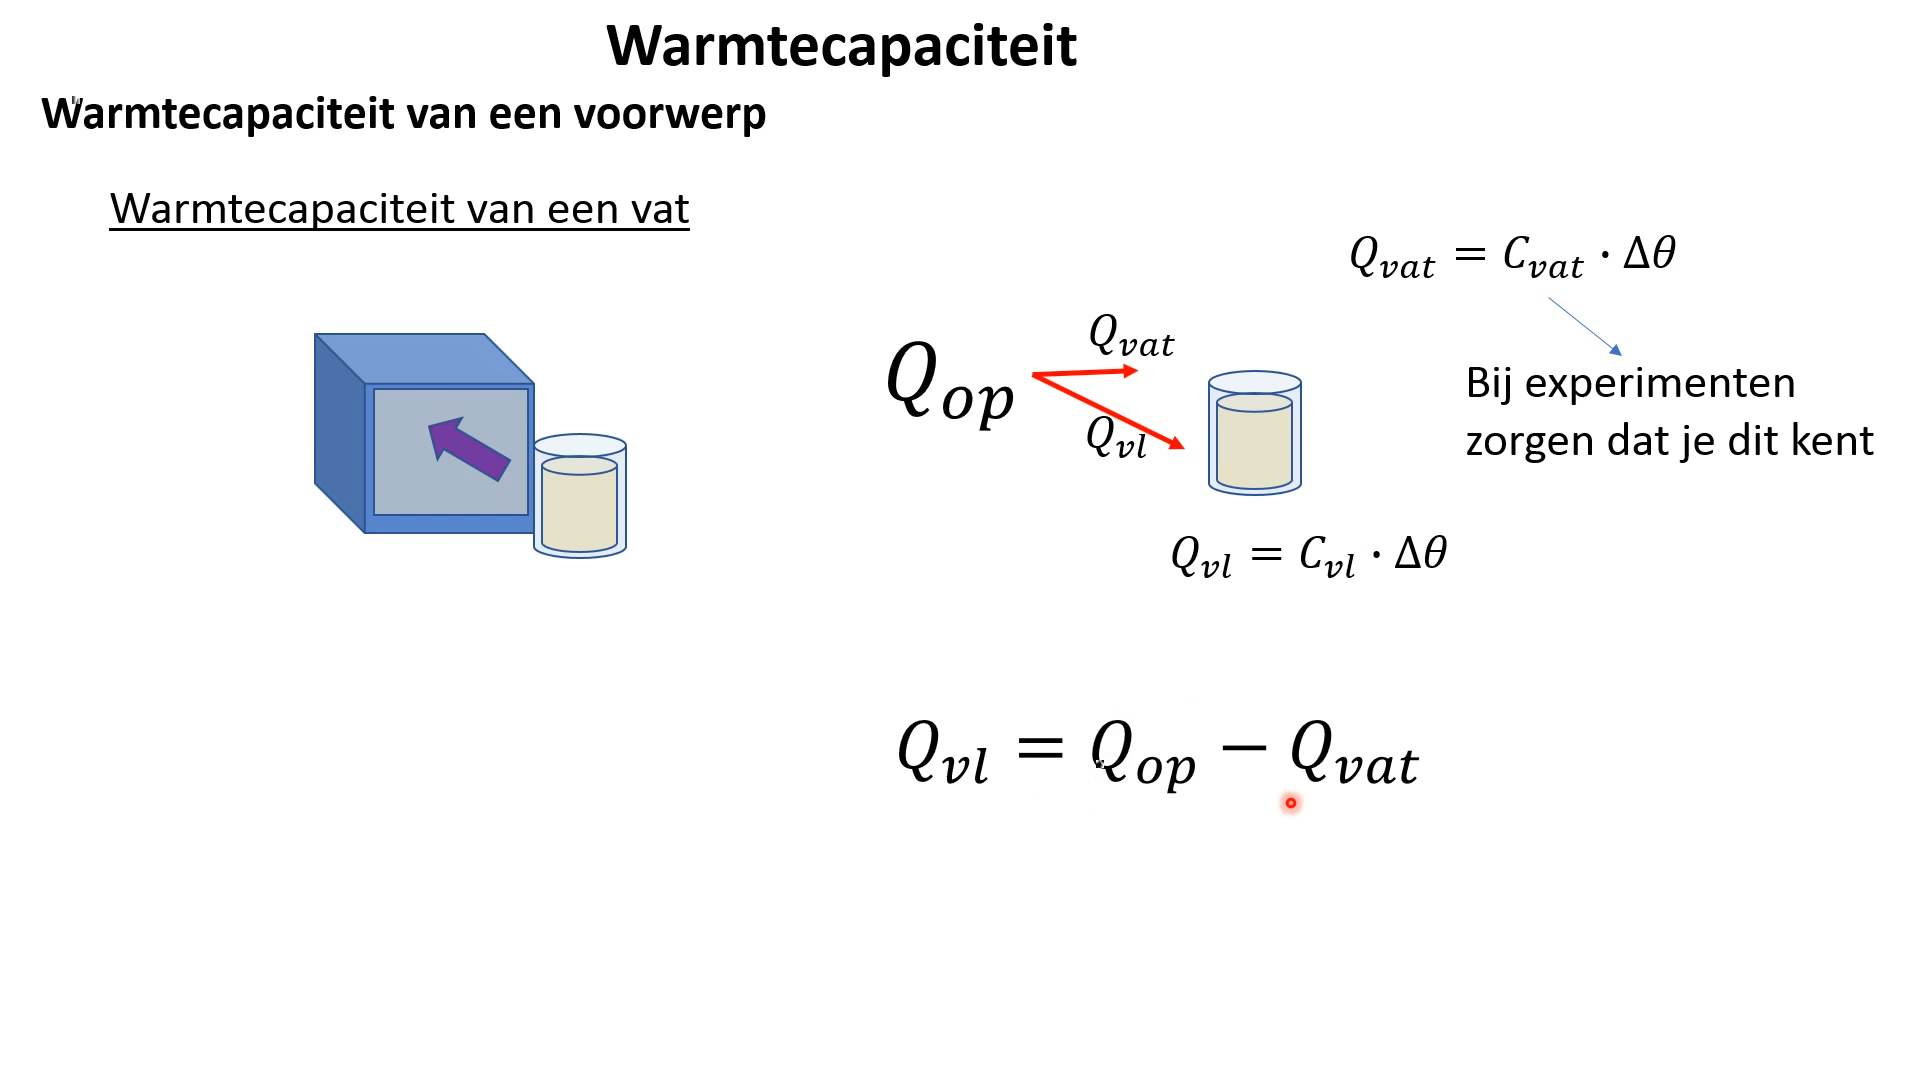 Warmtecapaciteit
Warmtecapaciteit van een voorwerp
Warmtecapaciteit van een vat
Q_vat = C_vat · Δθ
Q_vat
Q_op
Q_vl
Bij experimenten
zorgen dat je dit kent
Q_vl = C_vl · Δθ
Q_vl = Q_op − Q_vat